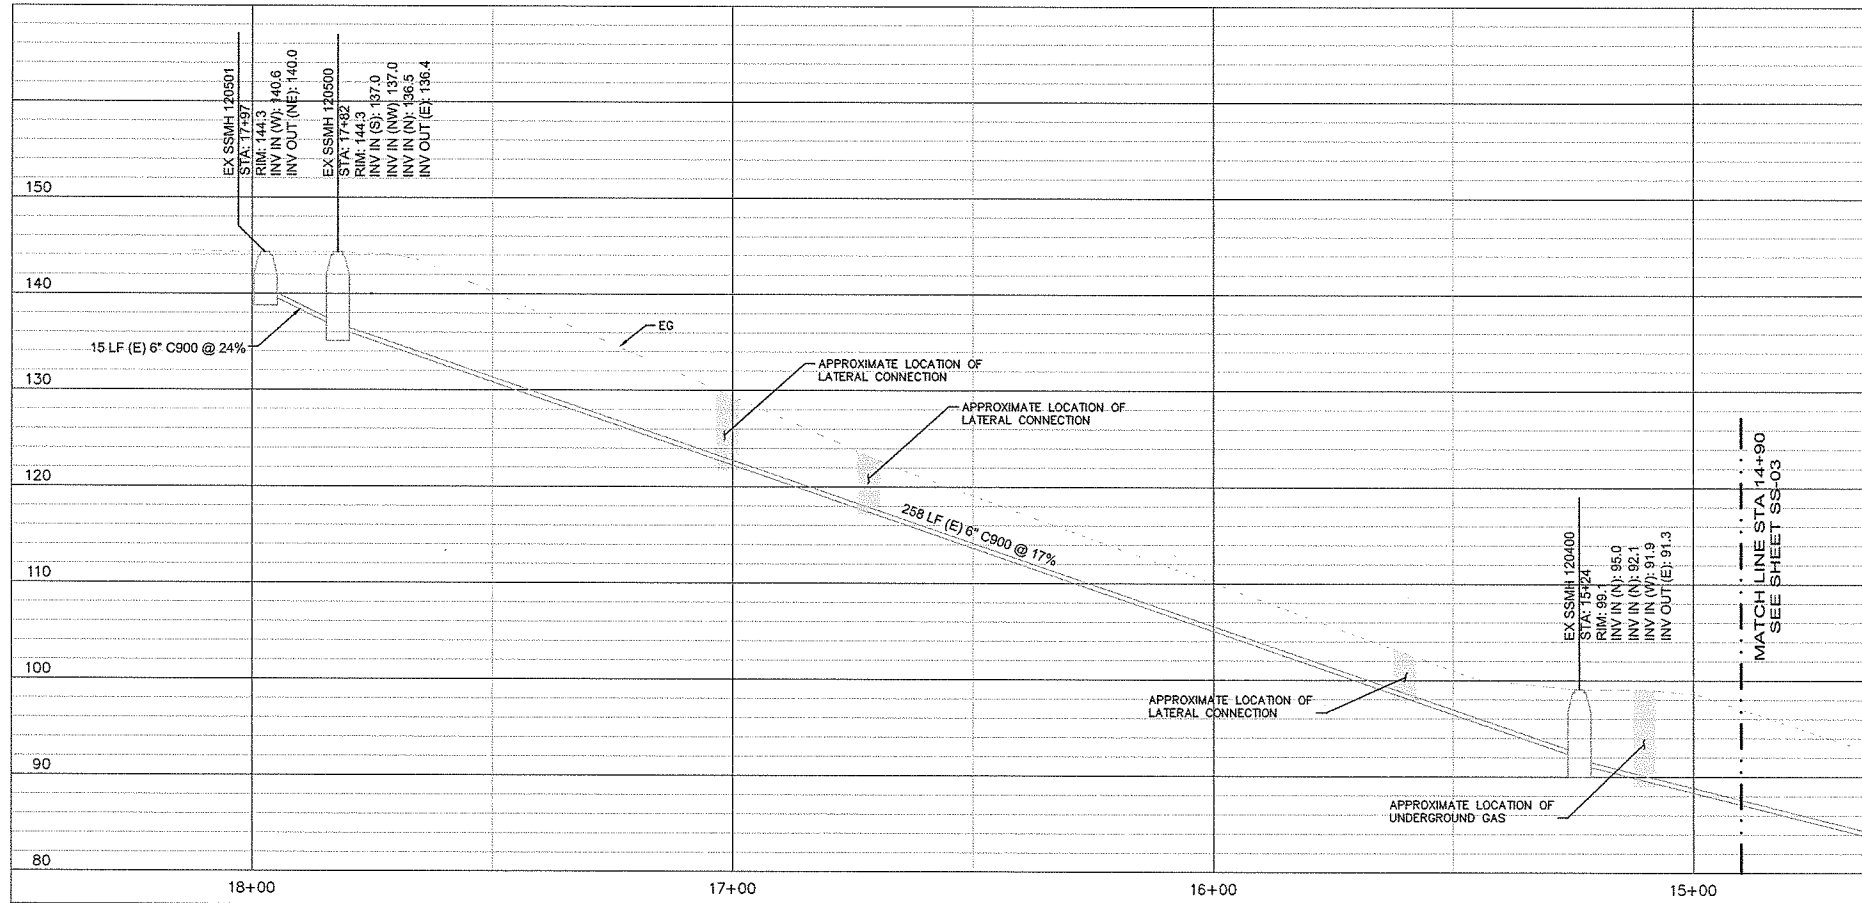 EX SSMH 120501
STA: 17+97
RIM: 144.3
INV IN (W): 140.6
INV OUT (NE): 140.0
EX SSMH 120500
STA: 17+82
RIM: 144.3
INV IN (S): 137.0
INV IN (NW): 137.0
INV IN (N): 136.5
INV OUT (E): 136.4
150
140
15 LF (E) 6" C900 @ 24%
EG
130
APPROXIMATE LOCATION OF
LATERAL CONNECTION
APPROXIMATE LOCATION OF
LATERAL CONNECTION
120
258 LF (E) 6" C900 @ 17%
110
EX SSMH 120400
STA: 15+24
RIM: 99.1
INV IN (N): 95.0
INV IN (N): 92.1
INV IN (W): 91.9
INV OUT (E): 91.3
MATCH LINE STA 14+90
SEE SHEET SS-03
100
APPROXIMATE LOCATION OF
LATERAL CONNECTION
90
APPROXIMATE LOCATION OF
UNDERGROUND GAS
80
18+00
17+00
16+00
15+00